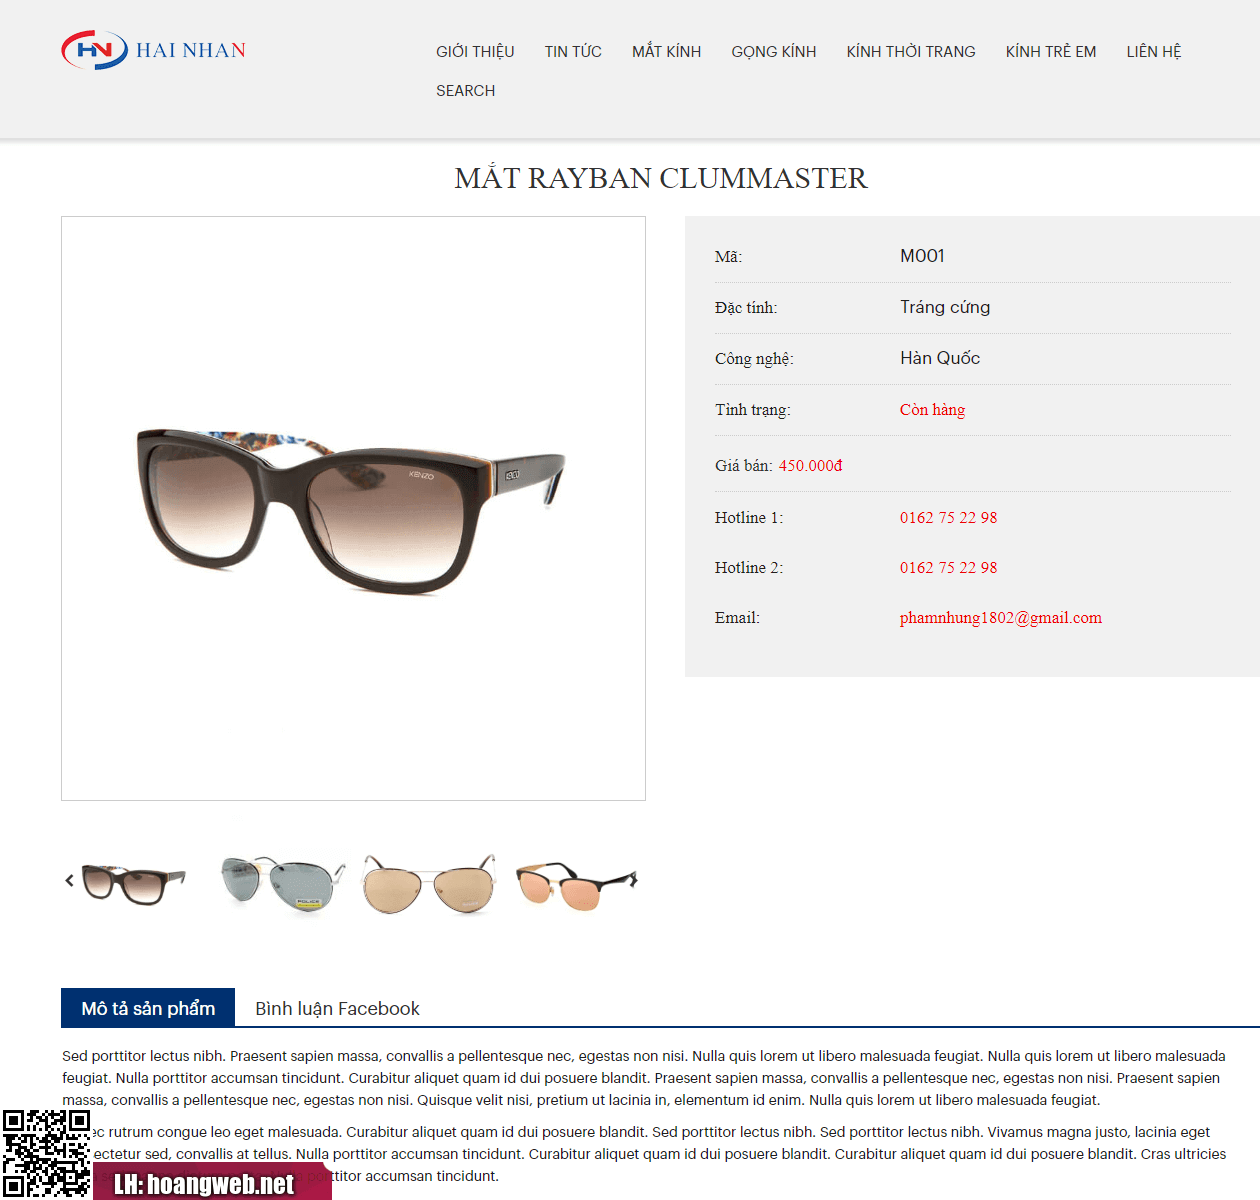 HN HAI NHAN
GIỚI THIỆU TIN TỨC MẮT KÍNH GỌNG KÍNH KÍNH THỜI TRANG KÍNH TRẺ EM LIÊN HỆ
SEARCH
MẮT RAYBAN CLUMMASTER
Mã: M001
Đặc tính: Tráng cứng
Công nghệ: Hàn Quốc
Tình trạng: Còn hàng
Giá bán: 450.000đ
Hotline 1: 0162 75 22 98
Hotline 2: 0162 75 22 98
Email: phamnhung1802@gmail.com
KENZO
KENZO
POLICE
Mô tả sản phẩm Bình luận Facebook
Sed porttitor lectus nibh. Praesent sapien massa, convallis a pellentesque nec, egestas non nisi. Nulla quis lorem ut libero malesuada feugiat. Nulla quis lorem ut libero malesuada
feugiat. Nulla porttitor accumsan tincidunt. Curabitur aliquet quam id dui posuere blandit. Praesent sapien massa, convallis a pellentesque nec, egestas non nisi. Praesent sapien
massa, convallis a pellentesque nec, egestas non nisi. Quisque velit nisi, pretium ut lacinia in, elementum id enim. Nulla quis lorem ut libero malesuada feugiat.
ec rutrum congue leo eget malesuada. Curabitur aliquet quam id dui posuere blandit. Sed porttitor lectus nibh. Sed porttitor lectus nibh. Vivamus magna justo, lacinia eget
ectetur sed, convallis at tellus. Nulla porttitor accumsan tincidunt. Curabitur aliquet quam id dui posuere blandit. Curabitur aliquet quam id dui posuere blandit. Cras ultricies
porttitor accumsan tincidunt.
LH: hoangweb.net